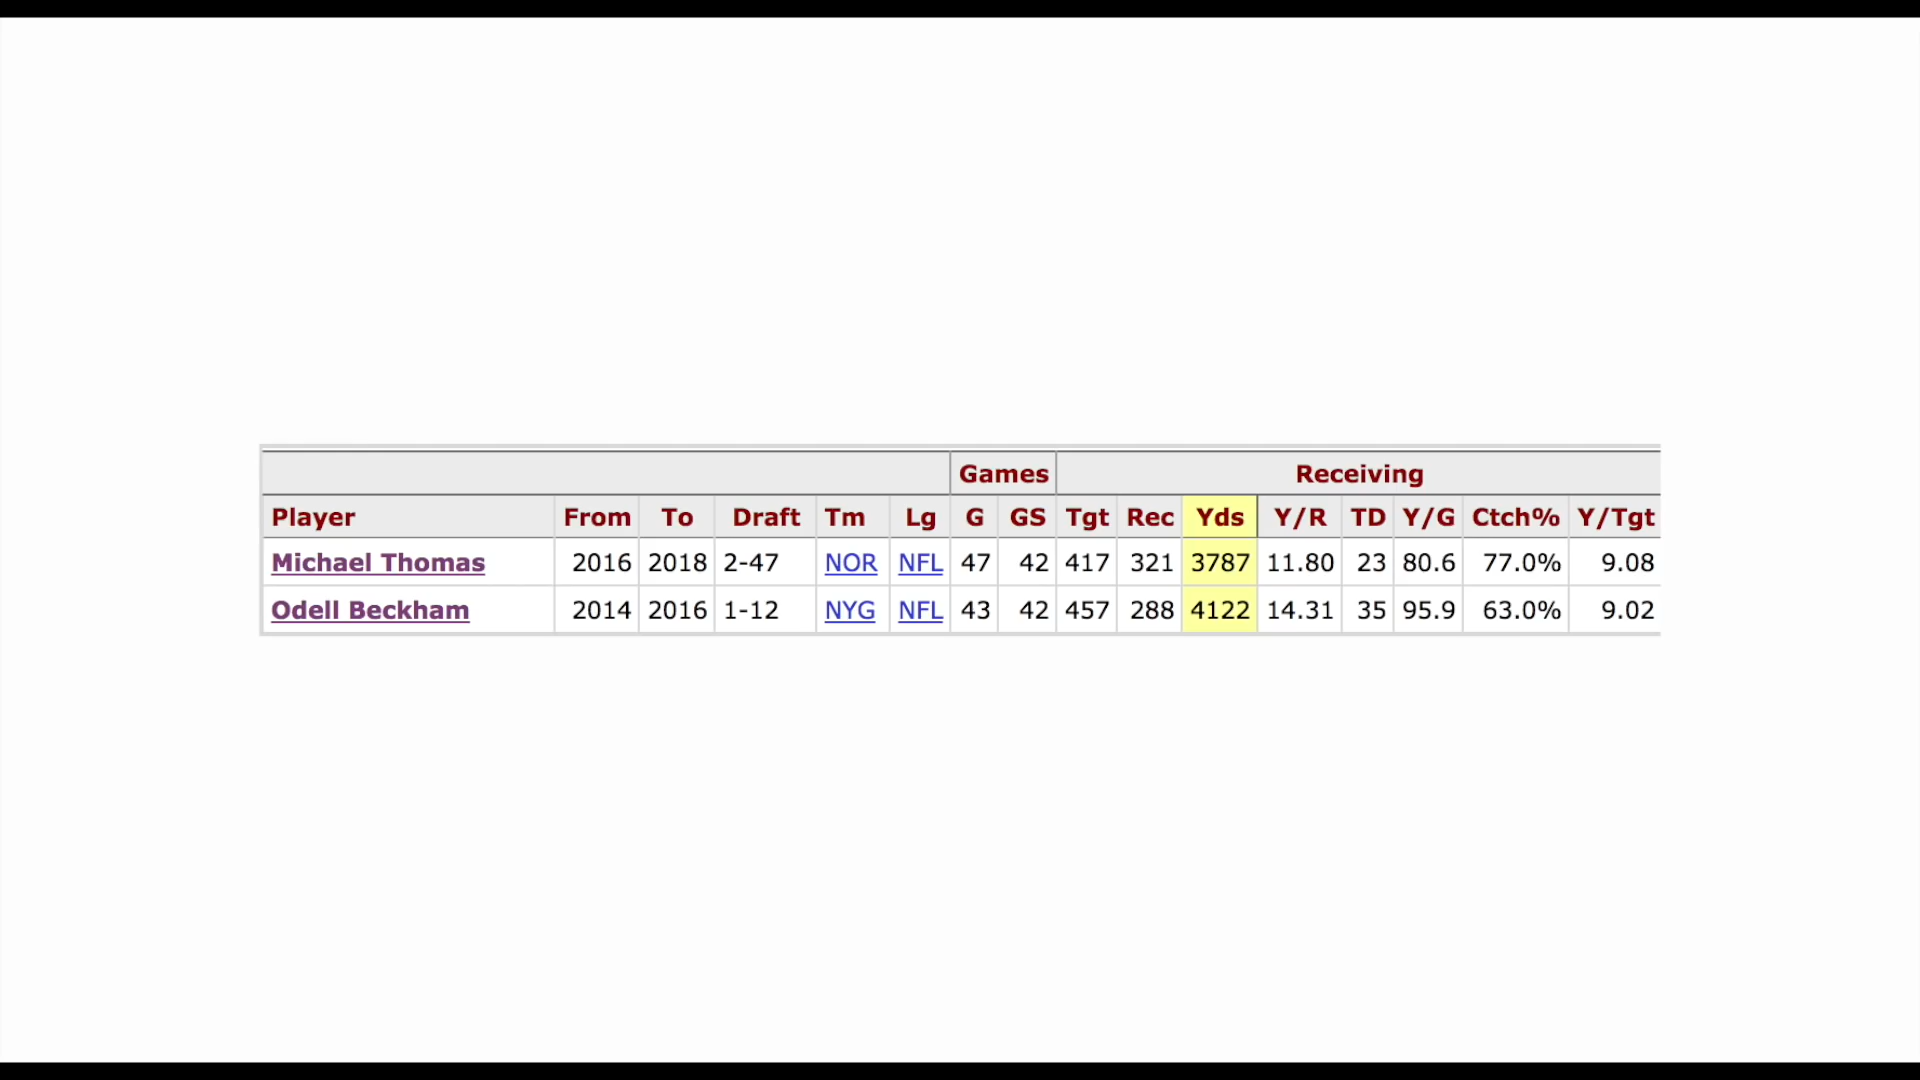 Games Receiving
Player From To Draft Tm Lg G GS Tgt Rec Yds Y/R TD Y/G Ctch% Y/Tgt
Michael Thomas 2016 2018 2-47 NOR NFL 47 42 417 321 3787 11.80 23 80.6 77.0% 9.08
Odell Beckham 2014 2016 1-12 NYG NFL 43 42 457 288 4122 14.31 35 95.9 63.0% 9.02